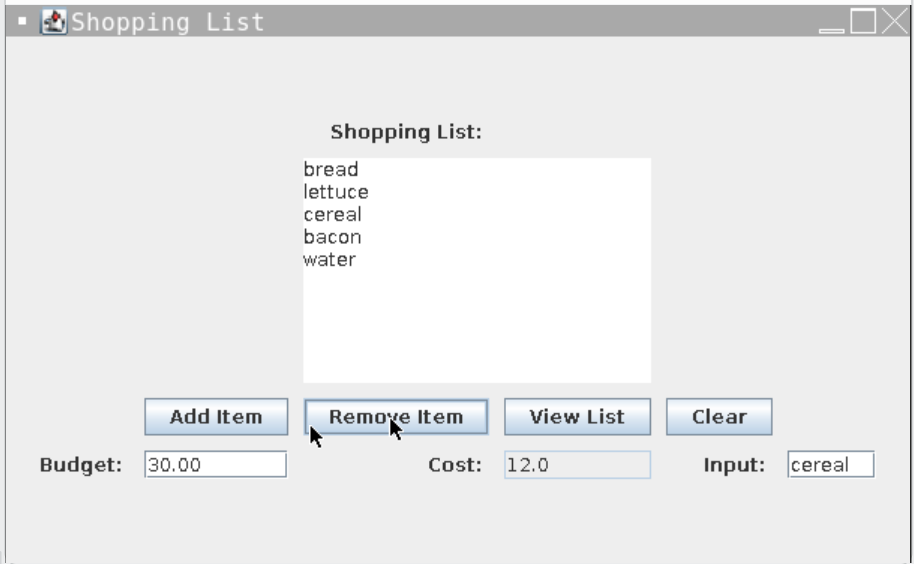 Shopping List
Shopping List:
bread
lettuce
cereal
bacon
water
Add Item Remove Item View List Clear
Budget: 30.00 Cost: 12.0 Input: cereal